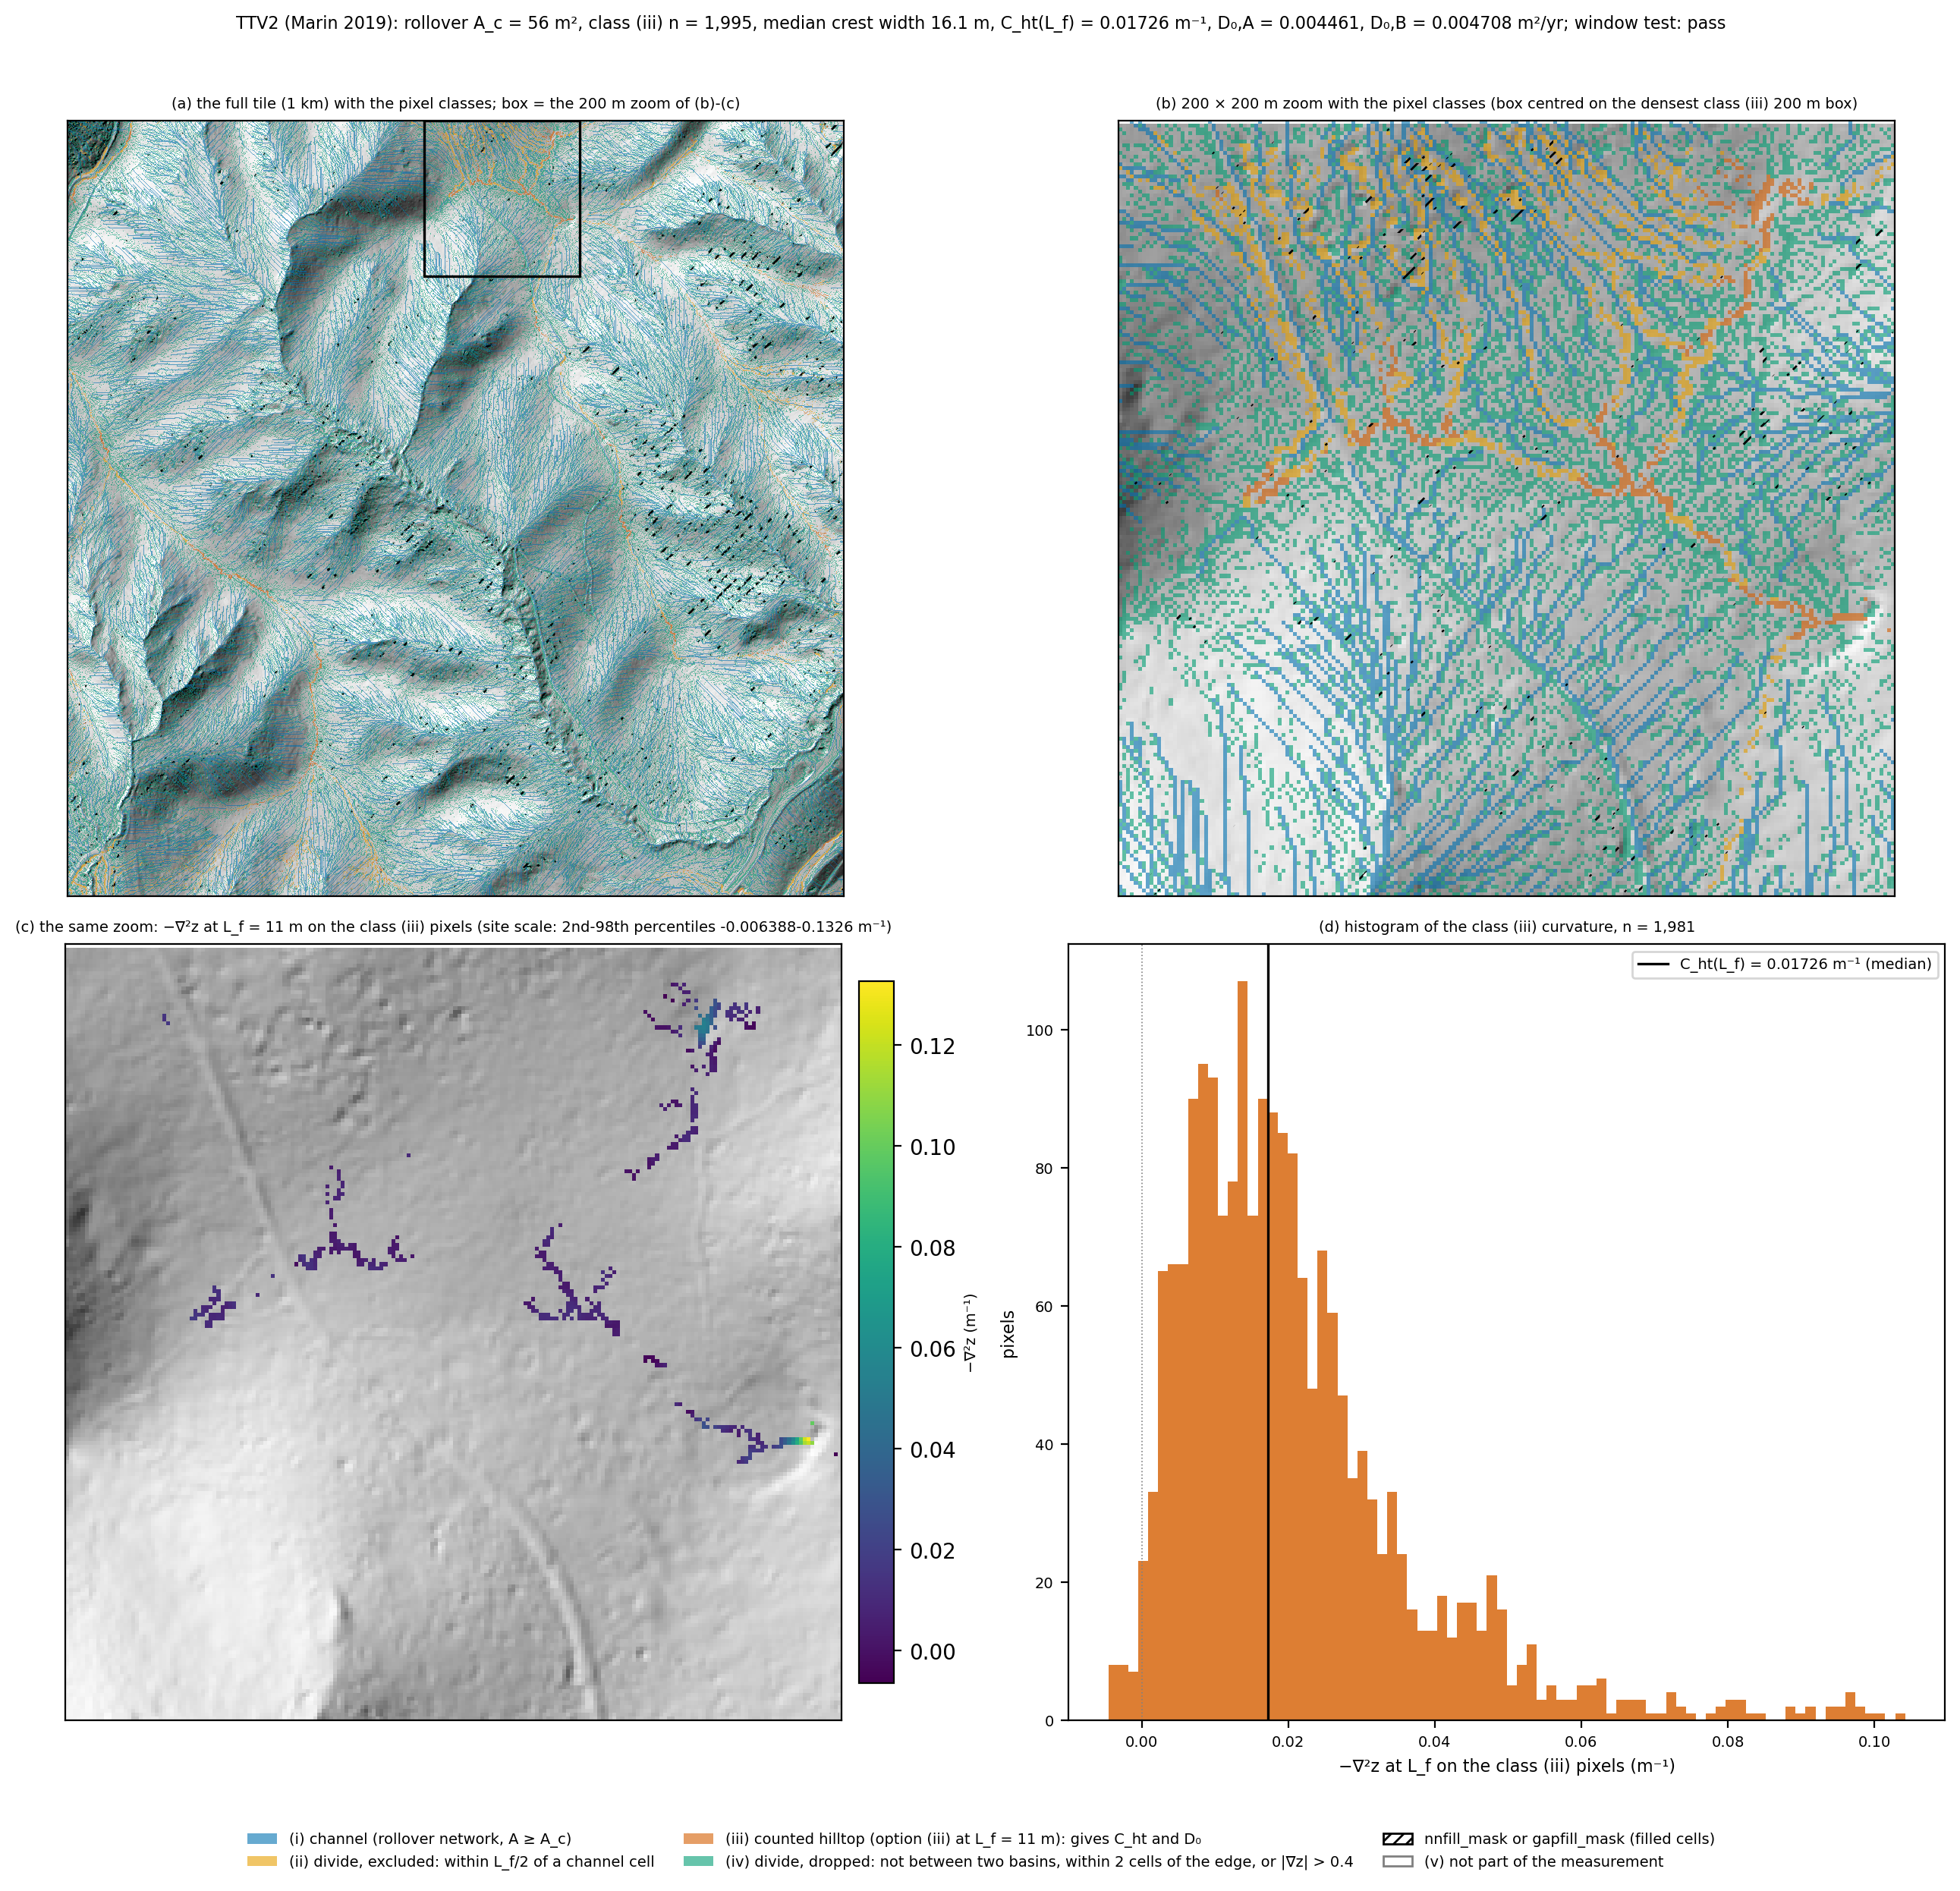 TTV2 (Marin 2019): rollover A_c = 56 m², class (iii) n = 1,995, median crest width 16.1 m, C_ht(L_f) = 0.01726 m⁻¹, D₀,A = 0.004461, D₀,B = 0.004708 m²/yr; window test: pass
(a) the full tile (1 km) with the pixel classes; box = the 200 m zoom of (b)-(c)
(b) 200 × 200 m zoom with the pixel classes (box centred on the densest class (iii) 200 m box)
(c) the same zoom: −∇²z at L_f = 11 m on the class (iii) pixels (site scale: 2nd-98th percentiles -0.006388-0.1326 m⁻¹)
0.12
0.10
0.08
0.06
0.04
0.02
0.00
−∇²z (m⁻¹)
(d) histogram of the class (iii) curvature, n = 1,981
C_ht(L_f) = 0.01726 m⁻¹ (median)
100
80
60
40
20
0
pixels
0.00 0.02 0.04 0.06 0.08 0.10
−∇²z at L_f on the class (iii) pixels (m⁻¹)
(i) channel (rollover network, A ≥ A_c)
(ii) divide, excluded: within L_f/2 of a channel cell
(iii) counted hilltop (option (iii) at L_f = 11 m): gives C_ht and D₀
(iv) divide, dropped: not between two basins, within 2 cells of the edge, or |∇z| > 0.4
nnfill_mask or gapfill_mask (filled cells)
(v) not part of the measurement